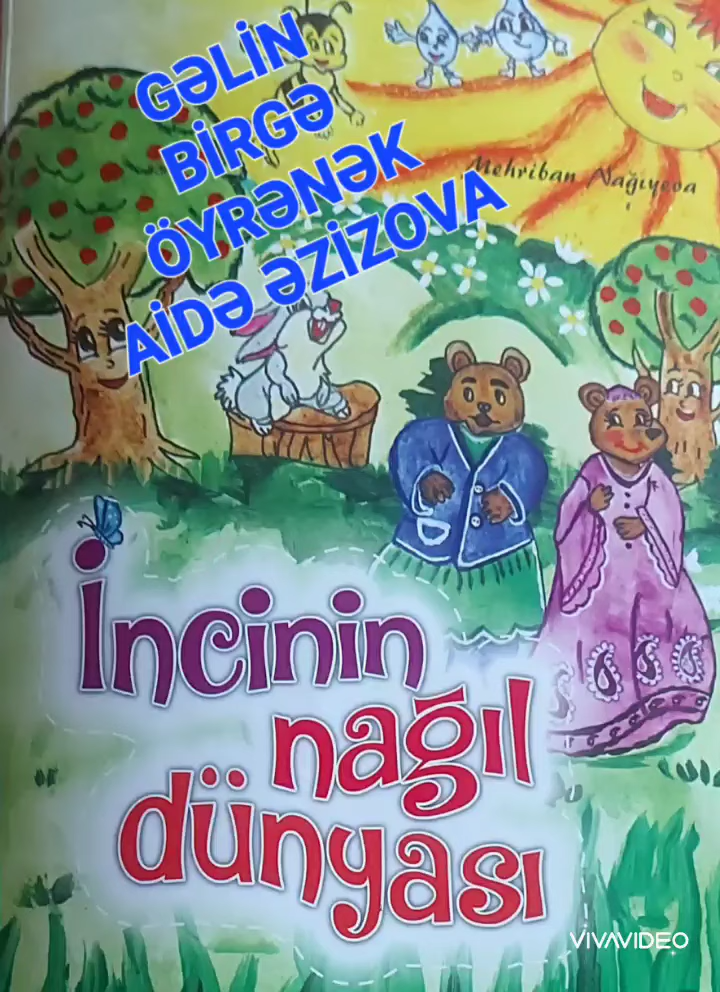 GƏLİN
BİRGƏ
ÖYRƏNƏK
AİDƏ ƏZİZOVA
Mehriban Nağıyeva
İncinin
nağıl
dünyası
VIVAVIDEO